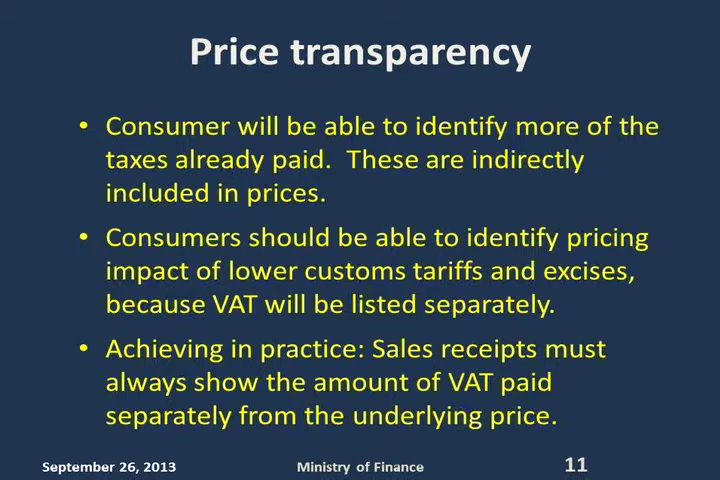 Price transparency
• Consumer will be able to identify more of the
taxes already paid.  These are indirectly
included in prices.
• Consumers should be able to identify pricing
impact of lower customs tariffs and excises,
because VAT will be listed separately.
• Achieving in practice: Sales receipts must
always show the amount of VAT paid
separately from the underlying price.
September 26, 2013 Ministry of Finance 11